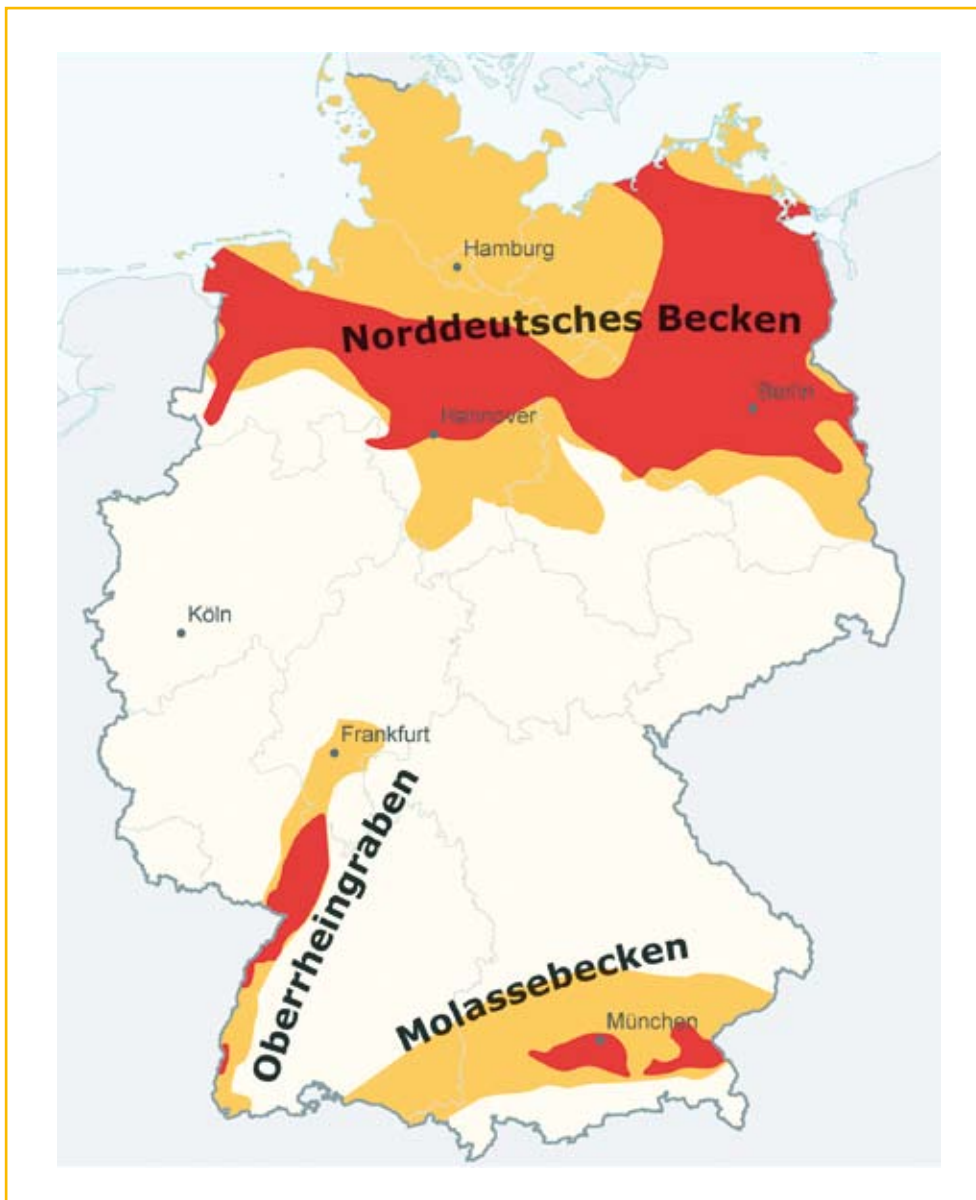 Hamburg
Norddeutsches Becken
Berlin
Hannover
Köln
Frankfurt
Oberrheingraben
Molassebecken
München